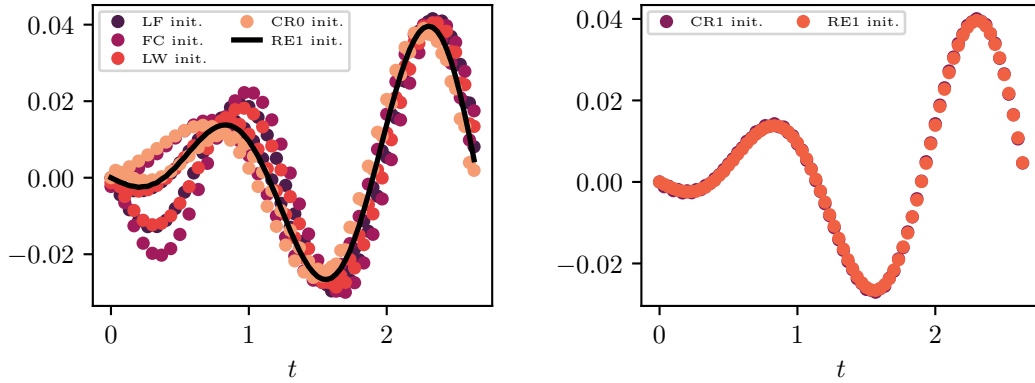 0.04
0.02
0.00
−0.02
0 1 2
t
LF init.
FC init.
LW init.
CR0 init.
RE1 init.
0.04
0.02
0.00
−0.02
0 1 2
t
CR1 init.
RE1 init.